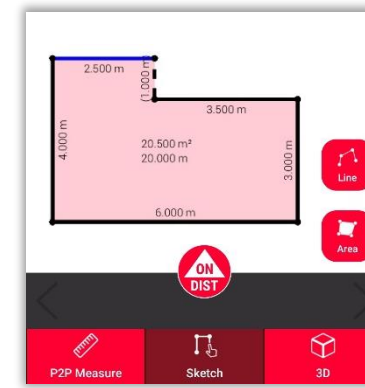 2.500 m
(1.000 m)
3.500 m
4.000 m
20.500 m²
20.000 m
3.000 m
6.000 m
Line
Area
ON
DIST
P2P Measure
Sketch
3D